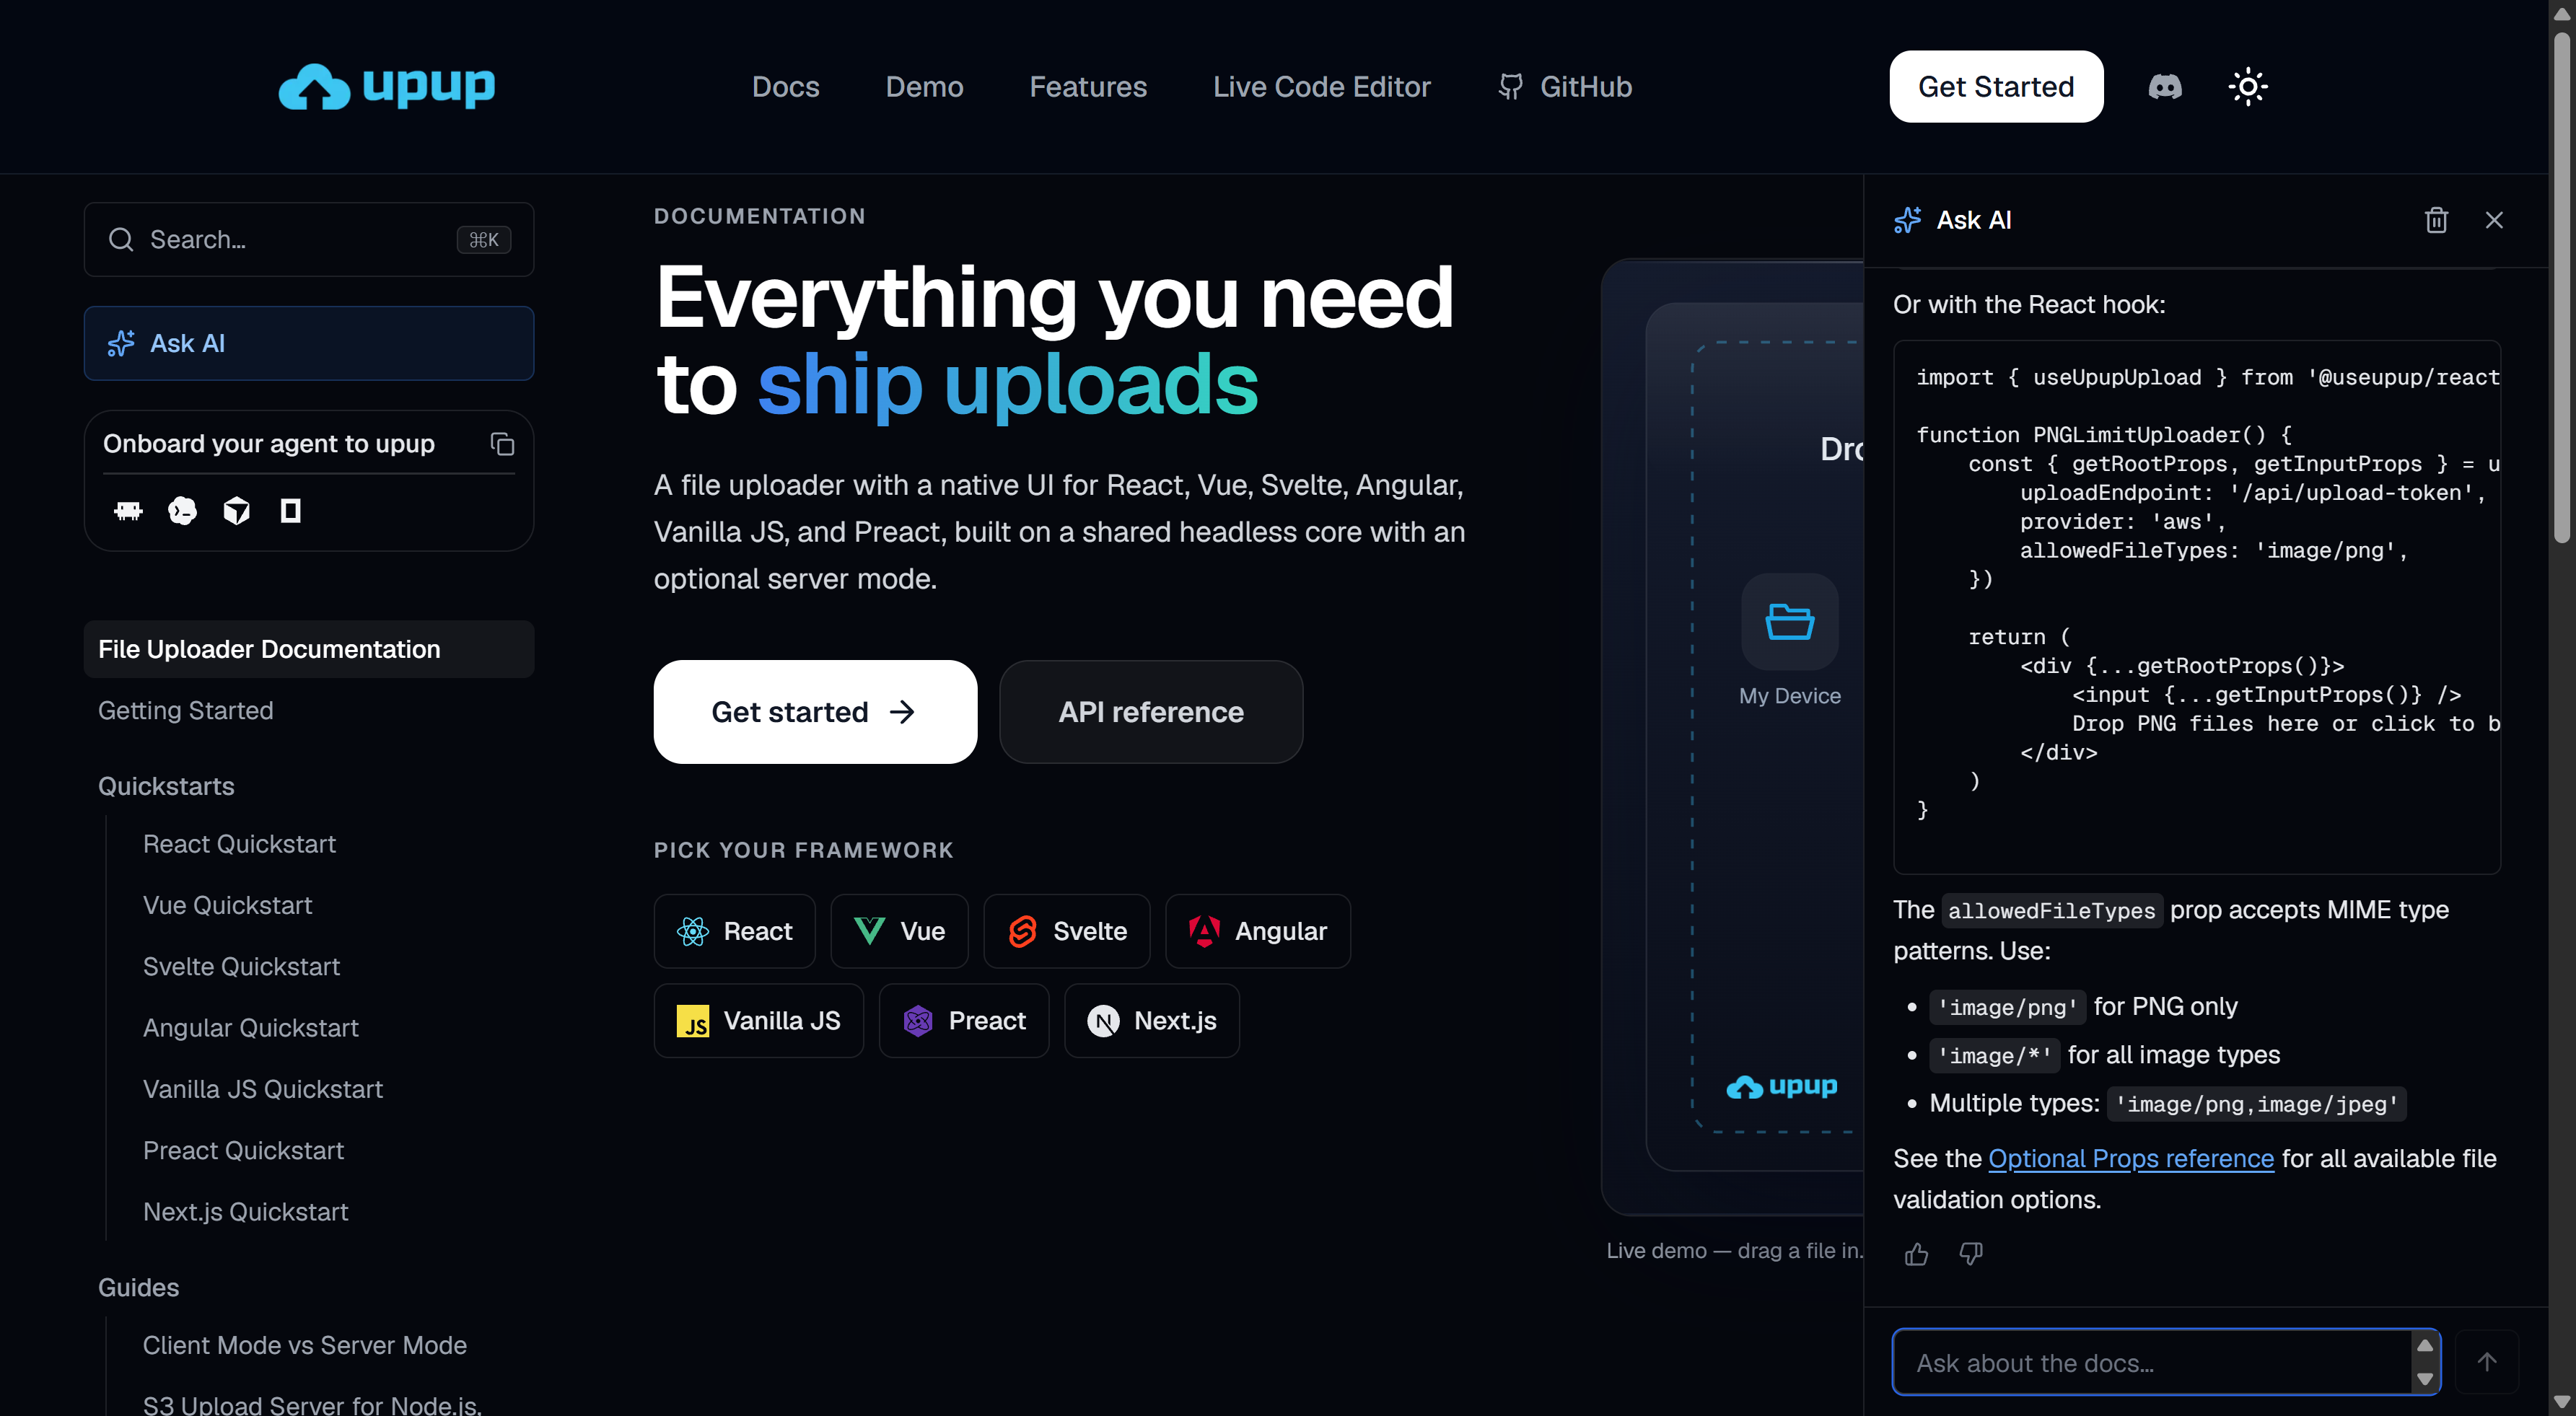 upup
Docs
Demo
Features
Live Code Editor
GitHub
Get Started
Search...
⌘K
Ask AI
Onboard your agent to upup
File Uploader Documentation
Getting Started
Quickstarts
React Quickstart
Vue Quickstart
Svelte Quickstart
Angular Quickstart
Vanilla JS Quickstart
Preact Quickstart
Next.js Quickstart
Guides
Client Mode vs Server Mode
S3 Upload Server for Node.js,
DOCUMENTATION
Everything you need
to ship uploads
A file uploader with a native UI for React, Vue, Svelte, Angular,
Vanilla JS, and Preact, built on a shared headless core with an
optional server mode.
Get started
API reference
PICK YOUR FRAMEWORK
React
Vue
Svelte
Angular
JS
Vanilla JS
Preact
N
Next.js
Dro
My Device
upup
Live demo — drag a file in.
Ask AI
Or with the React hook:
import { useUpupUpload } from '@useupup/react
function PNGLimitUploader() {
const { getRootProps, getInputProps } = u
uploadEndpoint: '/api/upload-token',
provider: 'aws',
allowedFileTypes: 'image/png',
})
return (
<div {...getRootProps()}>
<input {...getInputProps()} />
Drop PNG files here or click to b
</div>
)
}
The allowedFileTypes prop accepts MIME type
patterns. Use:
• 'image/png' for PNG only
• 'image/*' for all image types
• Multiple types: 'image/png,image/jpeg'
See the Optional Props reference for all available file
validation options.
Ask about the docs...